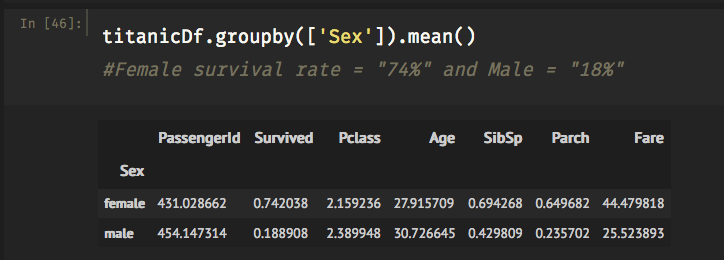 In [46]:
titanicDf.groupby(['Sex']).mean()
#Female survival rate = "74%" and Male = "18%"
PassengerId Survived Pclass Age SibSp Parch Fare
Sex
female 431.028662 0.742038 2.159236 27.915709 0.694268 0.649682 44.479818
male 454.147314 0.188908 2.389948 30.726645 0.429809 0.235702 25.523893